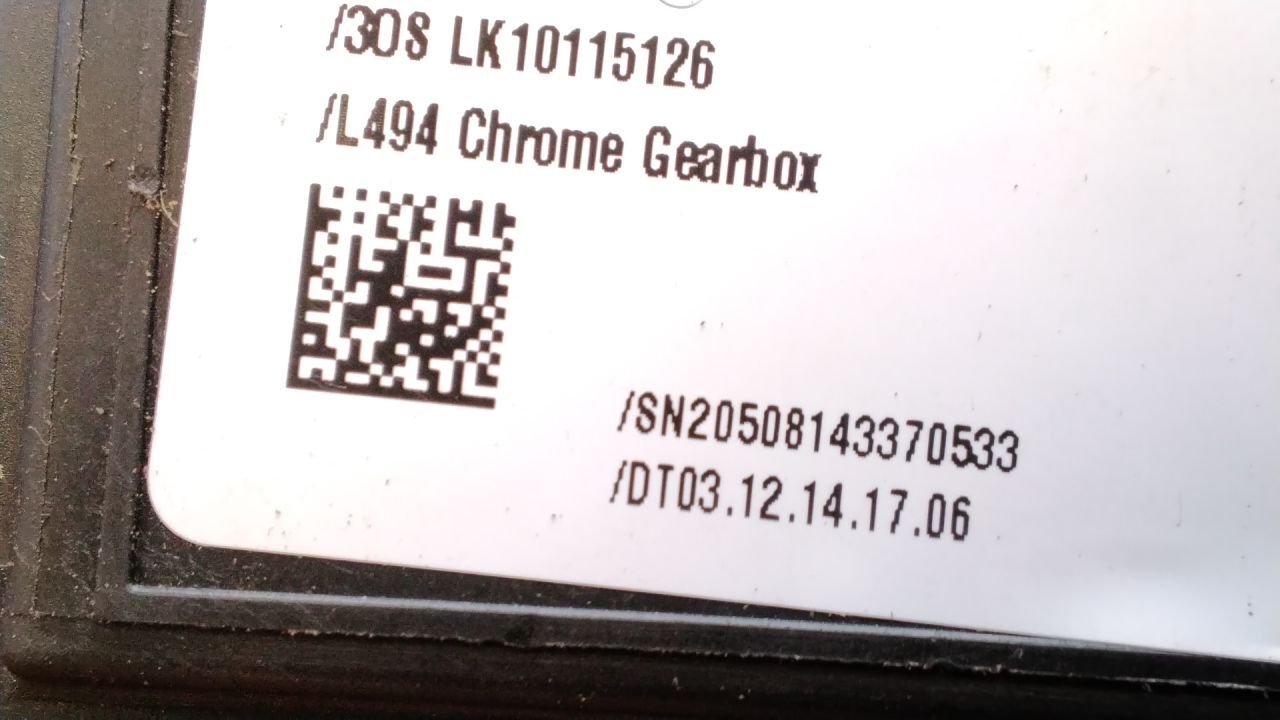 /30S LK10115126
/L494 Chrome Gearbox
/SN20508143370533
/DT03.12.14.17.06